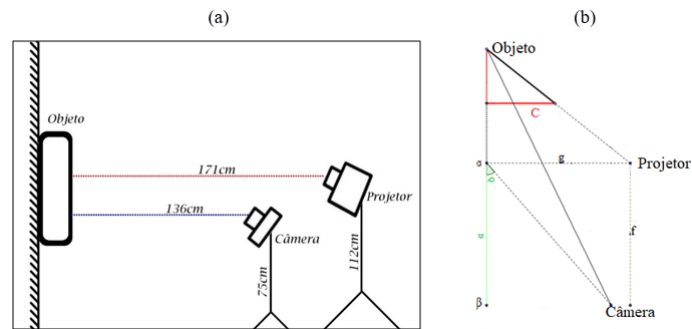 (a)
(b)
Objeto
171cm
136cm
Projetor
Câmera
112cm
75cm
Objeto
C
α
g
Projetor
b
a
f
β
Câmera